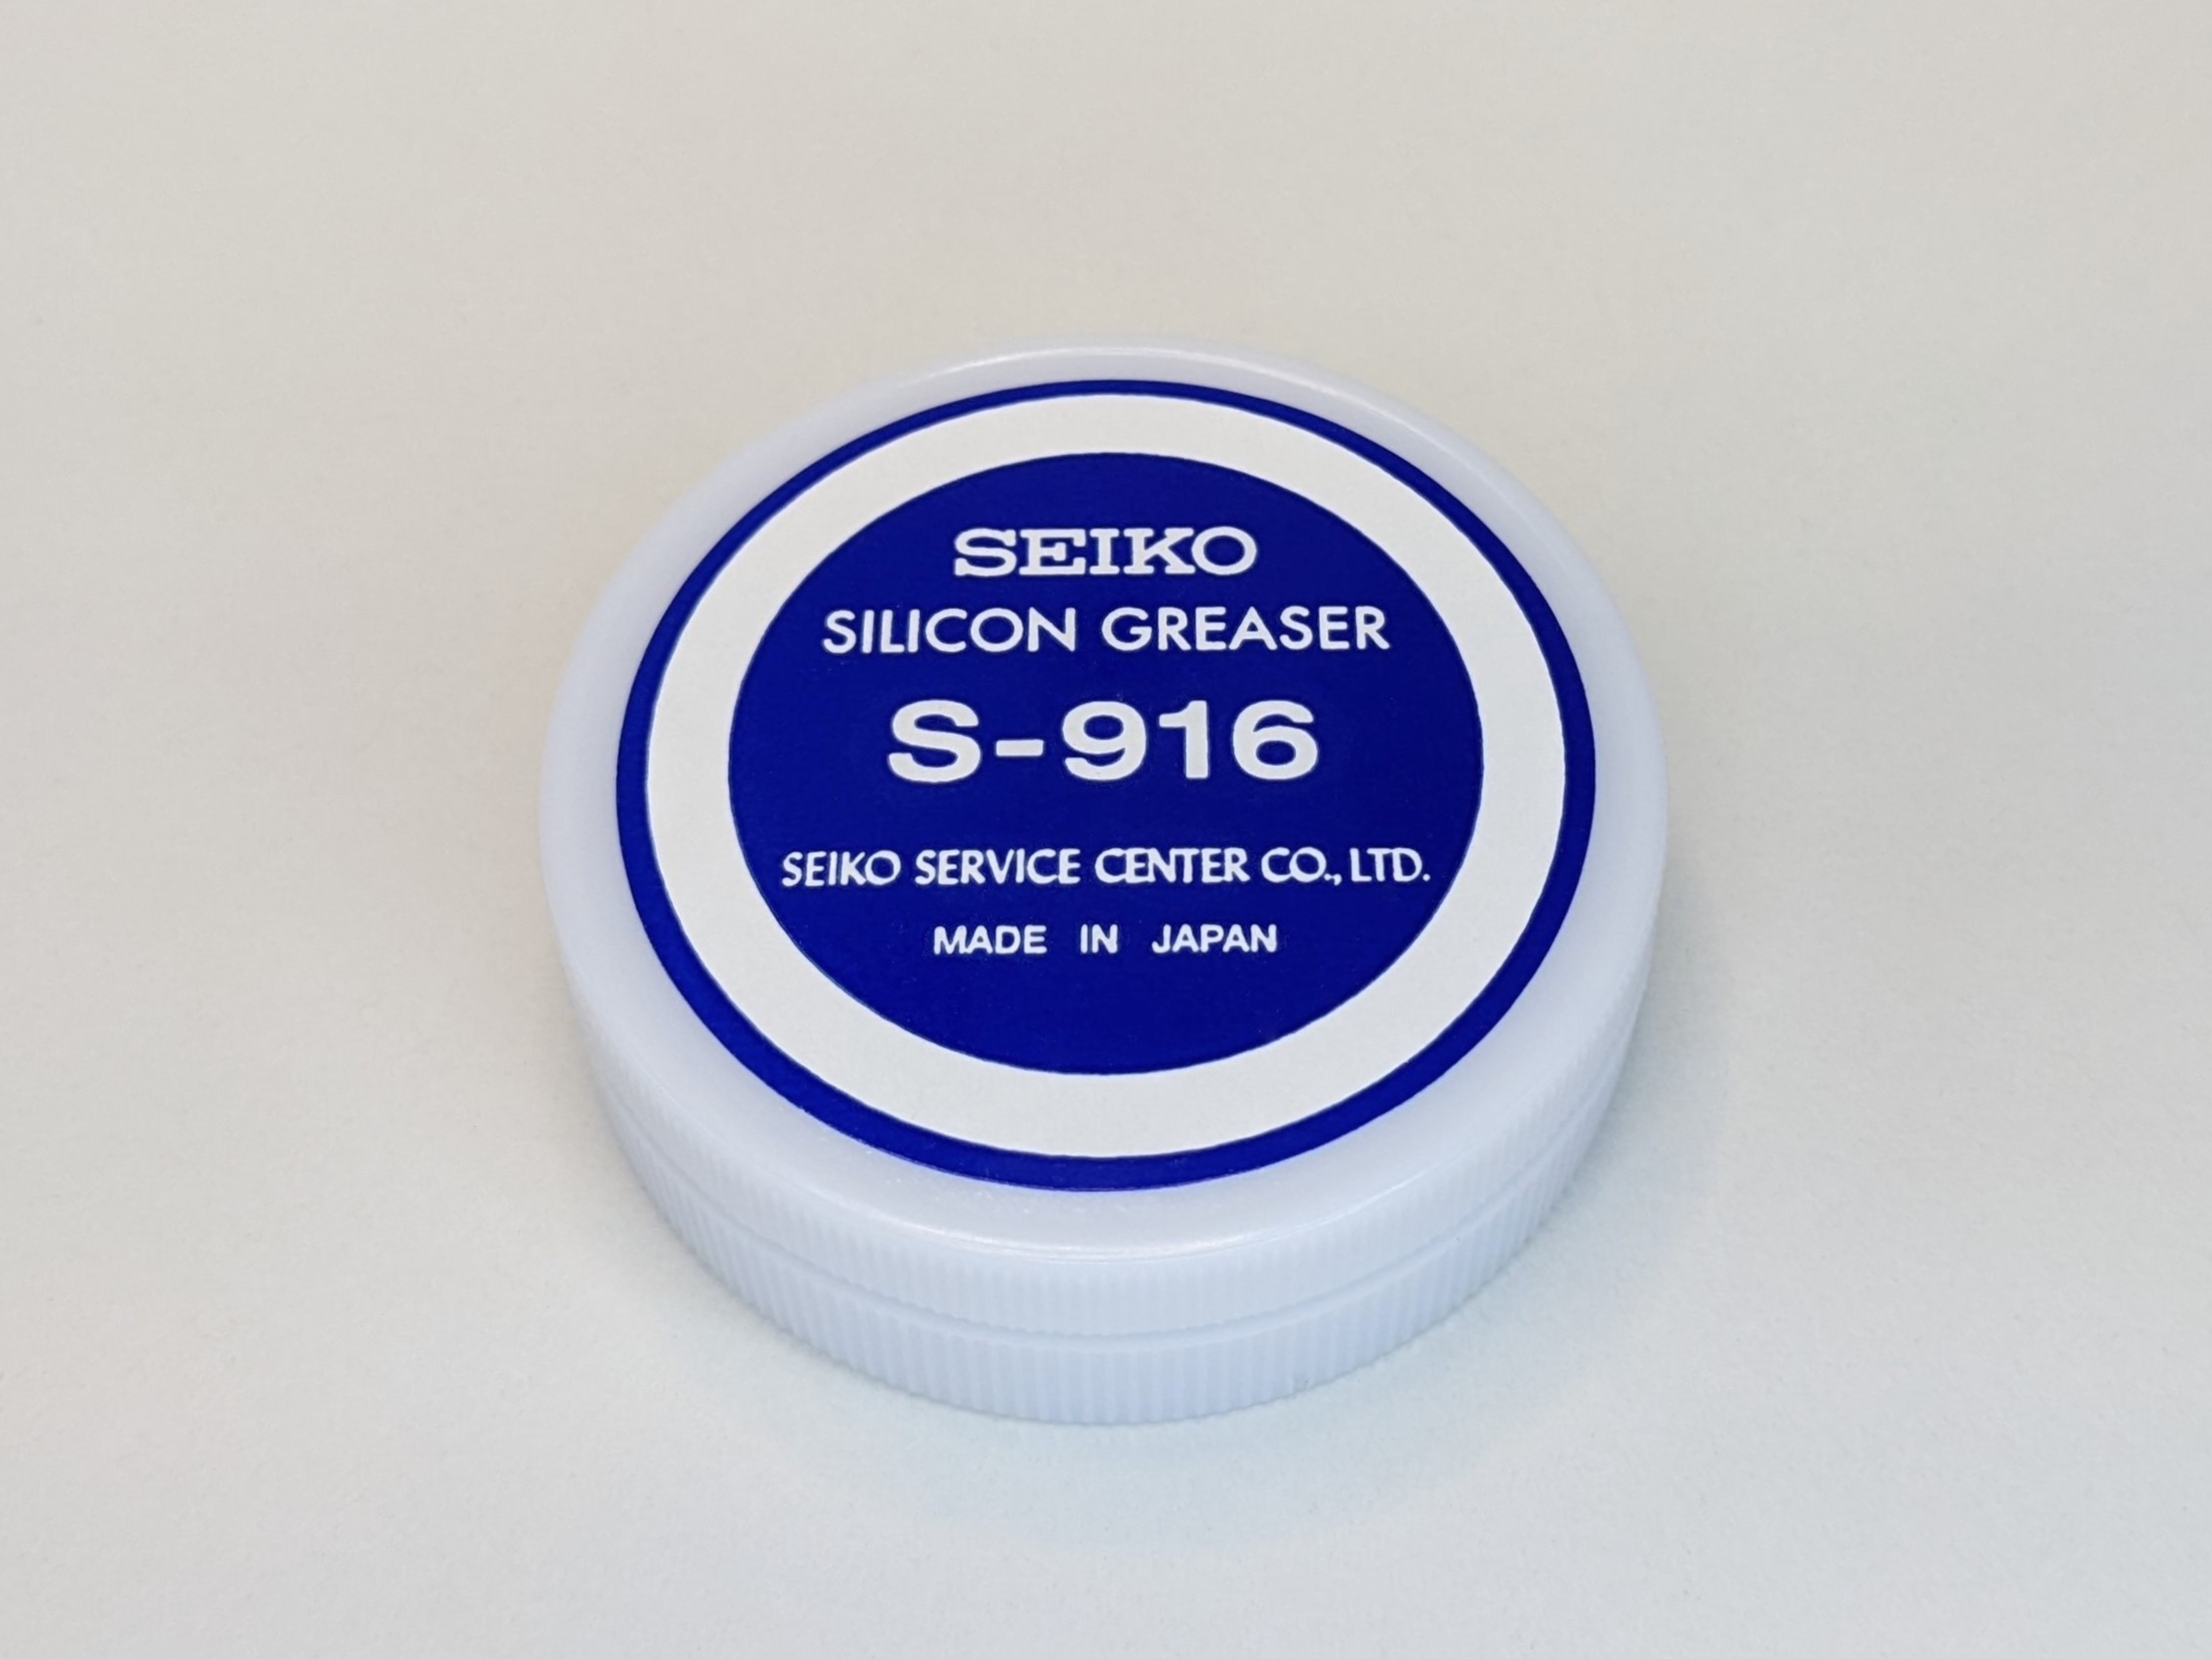 SEIKO
SILICON GREASER
S-916
SEIKO SERVICE CENTER CO., LTD.
MADE IN JAPAN